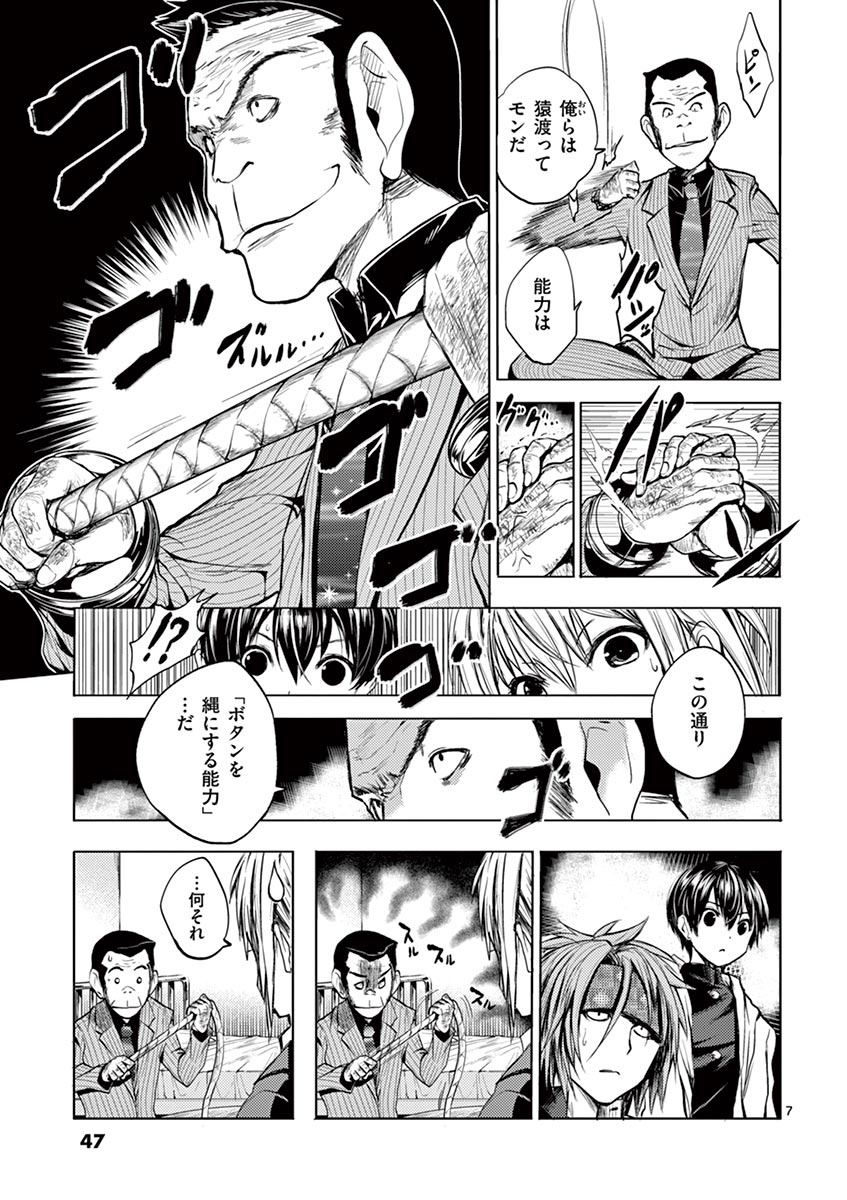 ピーン
俺らは
おい
猿渡って
モンだ
能力は
パッ
パン
グググ…
ゴ
ゴ
ゴ
ズルル…
ゴ
ゴ
!?
この通り
「ボタンを
縄にする能力」
…だ
ゴ
ズル
ズル
ズル
…何それ
7
47